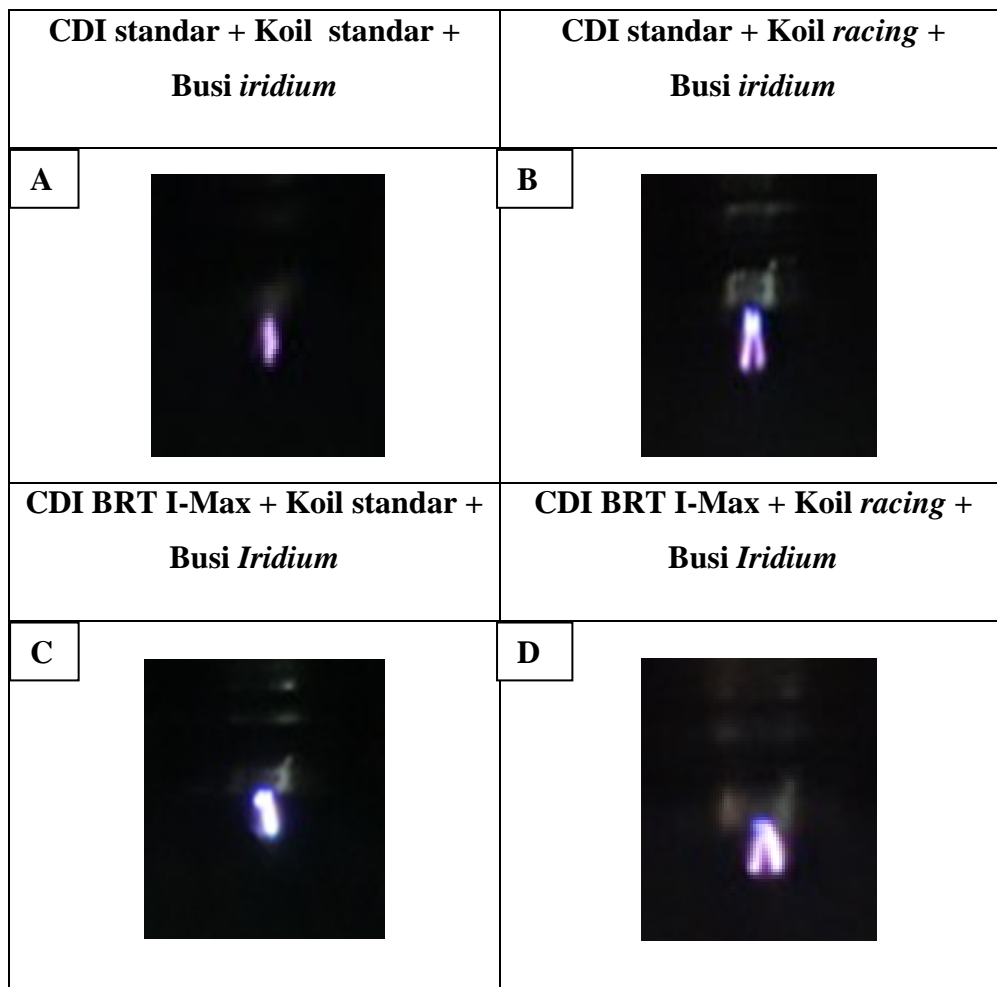 CDI standar + Koil standar +
Busi iridium
CDI standar + Koil racing +
Busi iridium
A
B
CDI BRT I-Max + Koil standar +
Busi Iridium
CDI BRT I-Max + Koil racing +
Busi Iridium
C
D